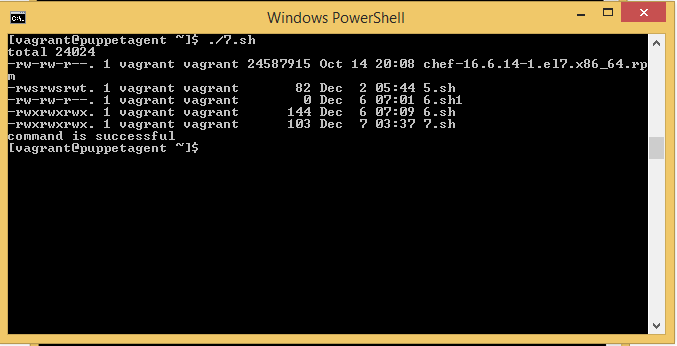 Windows PowerShell
[vagrant@puppetagent ~]$ ./7.sh
total 24024
-rw-rw-r--. 1 vagrant vagrant 24587915 Oct 14 20:08 chef-16.6.14-1.el7.x86_64.rp
m
-rwsrwsrwt. 1 vagrant vagrant       82 Dec  2 05:44 5.sh
-rw-rw-r--. 1 vagrant vagrant        0 Dec  6 07:01 6.sh1
-rwxrwxrwx. 1 vagrant vagrant      144 Dec  6 07:09 6.sh
-rwxrwxrwx. 1 vagrant vagrant      103 Dec  7 03:37 7.sh
command is successful
[vagrant@puppetagent ~]$